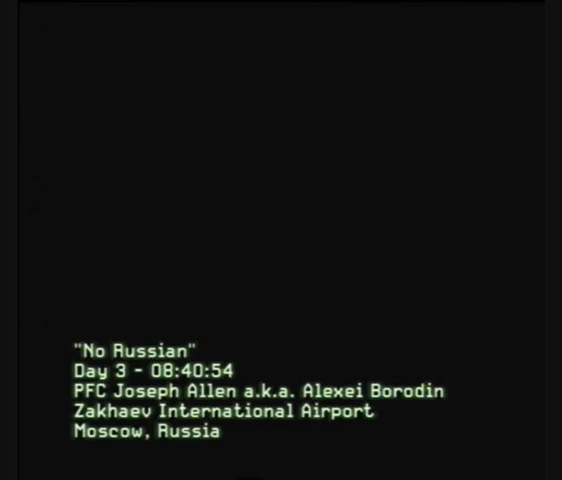 "No Russian"
Day 3 - 08:40:54
PFC Joseph Allen a.k.a. Alexei Borodin
Zakhaev International Airport
Moscow, Russia